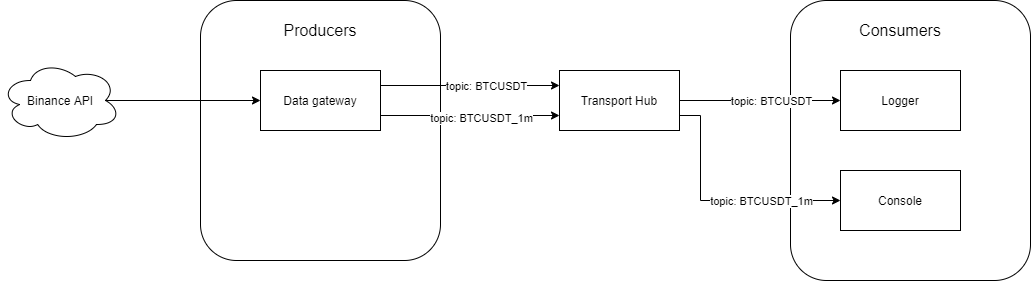 Producers
Consumers
Binance API
Data gateway
topic: BTCUSDT
topic: BTCUSDT_1m
Transport Hub
topic: BTCUSDT
topic: BTCUSDT_1m
Logger
Console